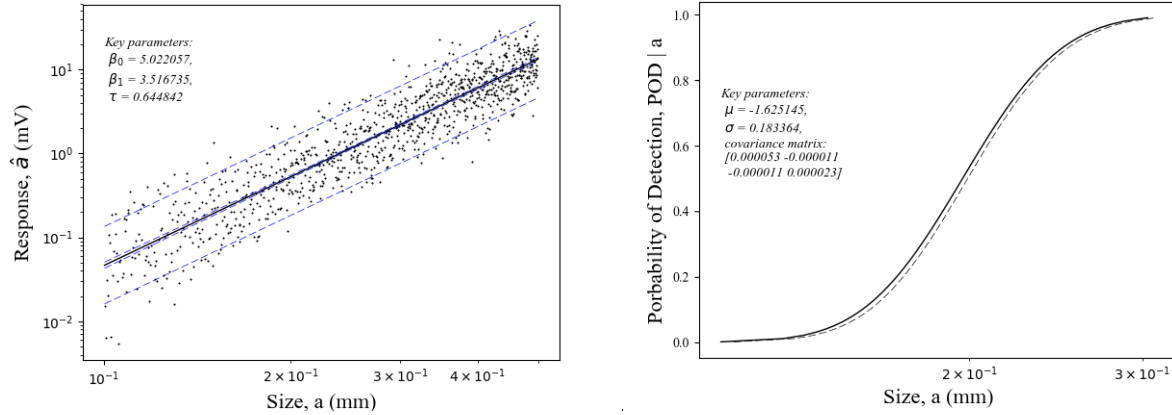 Response, â (mV)
10¹
10⁰
10⁻¹
10⁻²
Key parameters:
β₀ = 5.022057,
β₁ = 3.516735,
τ = 0.644842
10⁻¹
2 × 10⁻¹
3 × 10⁻¹
4 × 10⁻¹
Size, a (mm)
Porbability of Detection, POD | a
1.0
0.8
0.6
0.4
0.2
0.0
Key parameters:
μ = -1.625145,
σ = 0.183364,
covariance matrix:
[0.000053 -0.000011
-0.000011 0.000023]
2 × 10⁻¹
3 × 10⁻¹
Size, a (mm)